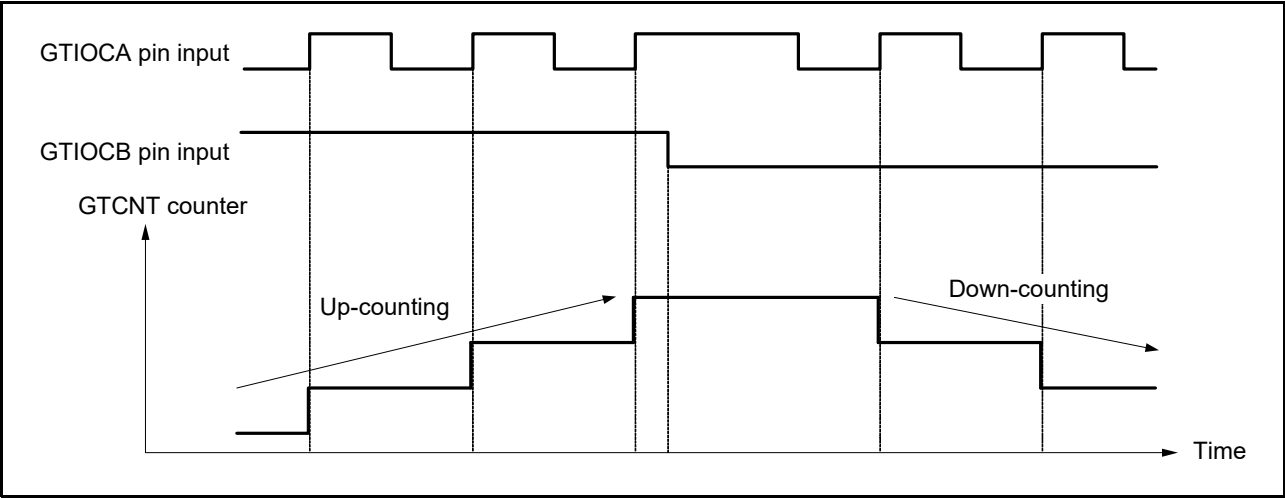 GTIOCA pin input
GTIOCB pin input
GTCNT counter
Down-counting
Up-counting
Time